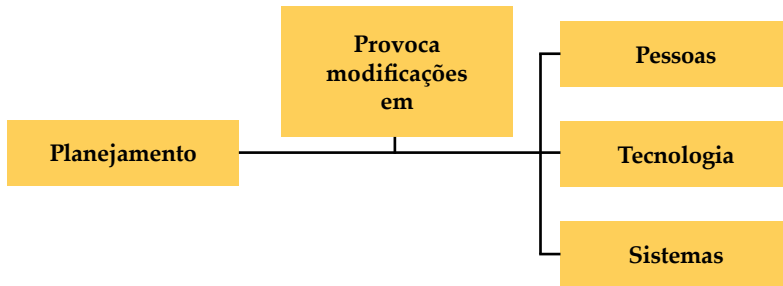 Planejamento
Provoca
modificações
em
Pessoas
Tecnologia
Sistemas